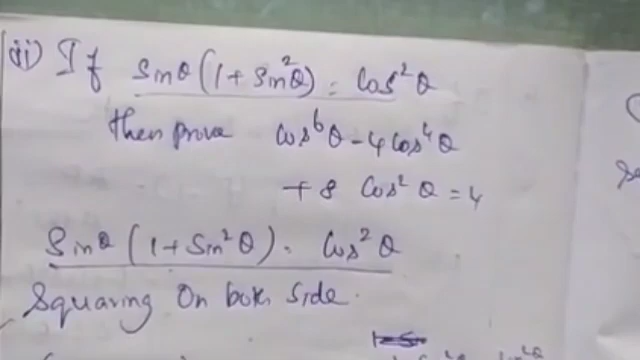 iii) If Sinθ(1+Sin²θ) = Cos²θ
then prove Cos⁶θ - 4Cos⁴θ
+ 8 Cos²θ = 4
Sinθ (1+Sin²θ) = Cos²θ
Squaring on both side.